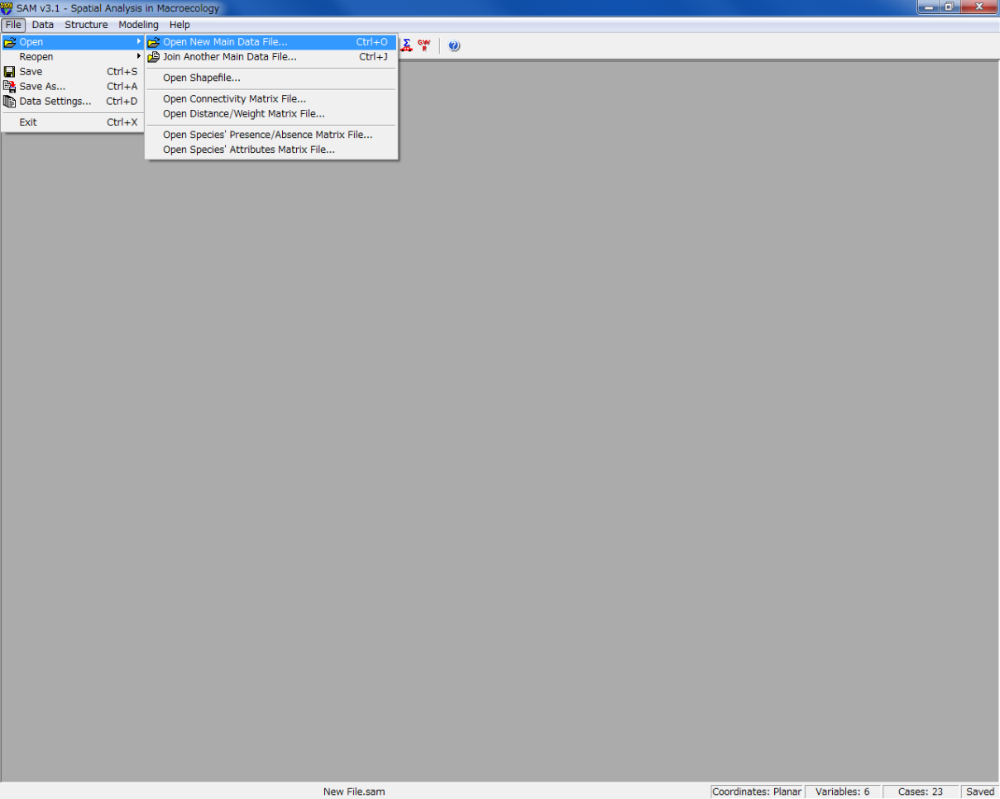 SAM v3.1 - Spatial Analysis in Macroecology
File Data Structure Modeling Help
Open
Reopen
Save Ctrl+S
Save As... Ctrl+A
Data Settings... Ctrl+D
Exit Ctrl+X
Open New Main Data File... Ctrl+O
Join Another Main Data File... Ctrl+J
Open Shapefile...
Open Connectivity Matrix File...
Open Distance/Weight Matrix File...
Open Species' Presence/Absence Matrix File...
Open Species' Attributes Matrix File...
Σ GW R ?
New File.sam Coordinates: Planar Variables: 6 Cases: 23 Saved